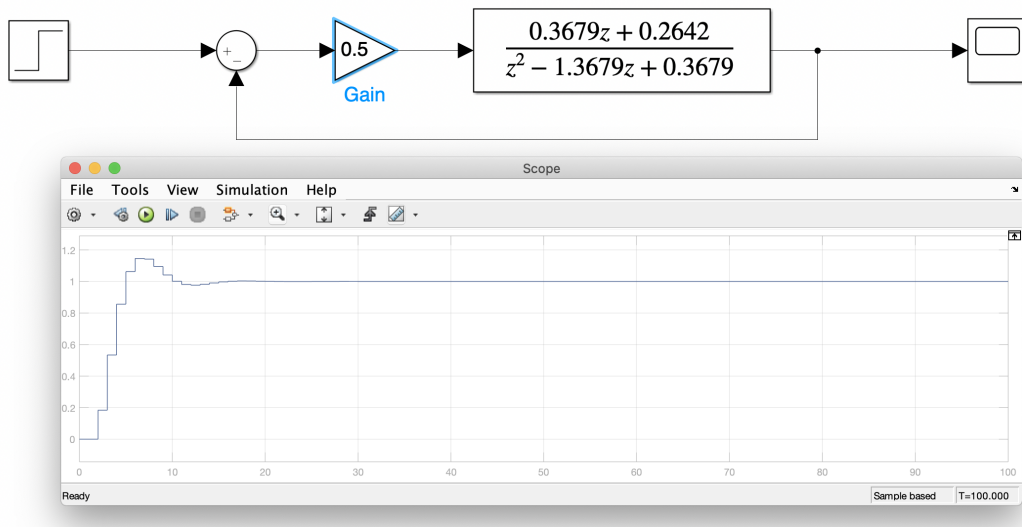 +
−
0.5
Gain
0.3679z + 0.2642
z² − 1.3679z + 0.3679
Scope
File Tools View Simulation Help
1.2
1
0.8
0.6
0.4
0.2
0
0 10 20 30 40 50 60 70 80 90 100
Ready Sample based T=100.000